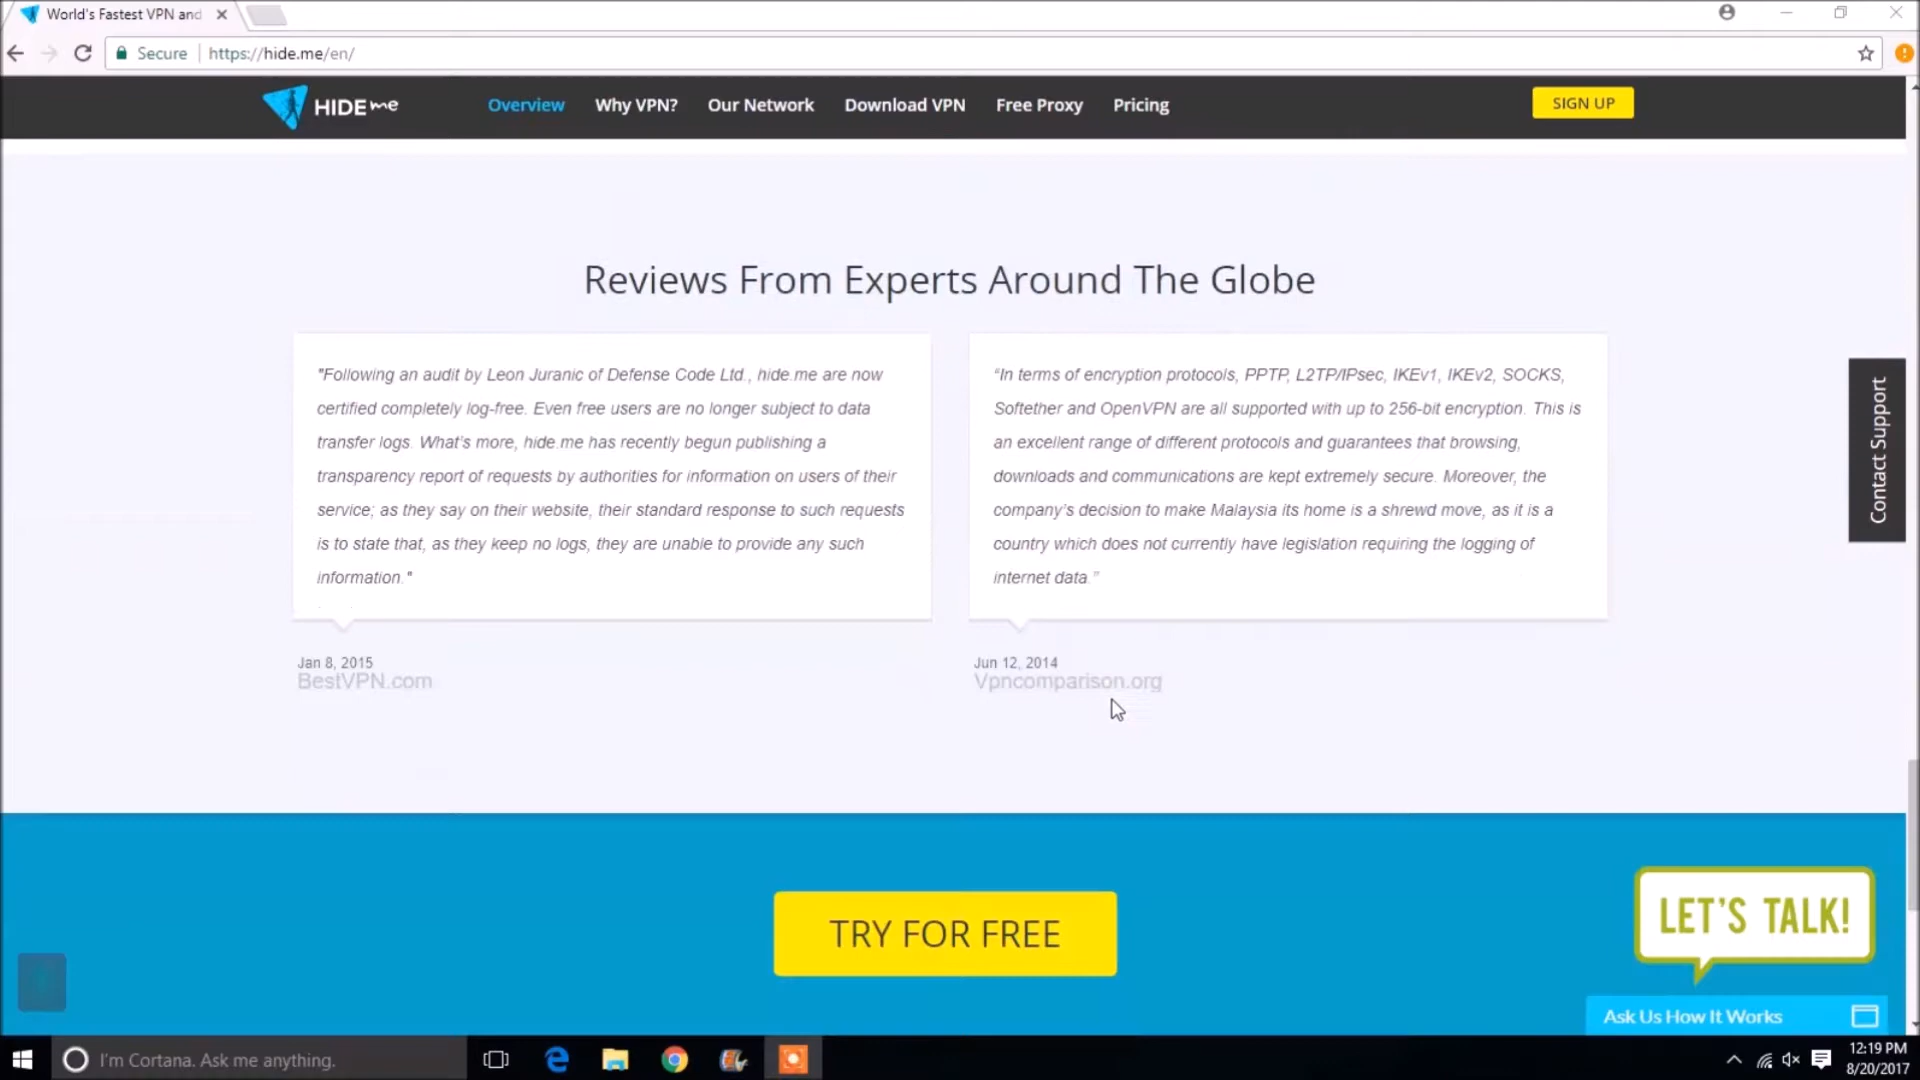 World's Fastest VPN and
Secure
https://hide.me/en/
HIDE me
Overview
Why VPN?
Our Network
Download VPN
Free Proxy
Pricing
SIGN UP
Reviews From Experts Around The Globe
"Following an audit by Leon Juranic of Defense Code Ltd., hide.me are now
certified completely log-free. Even free users are no longer subject to data
transfer logs. What's more, hide.me has recently begun publishing a
transparency report of requests by authorities for information on users of their
service; as they say on their website, their standard response to such requests
is to state that, as they keep no logs, they are unable to provide any such
information."
Jan 8, 2015
BestVPN.com
“In terms of encryption protocols, PPTP, L2TP/IPsec, IKEv1, IKEv2, SOCKS,
Softether and OpenVPN are all supported with up to 256-bit encryption. This is
an excellent range of different protocols and guarantees that browsing,
downloads and communications are kept extremely secure. Moreover, the
company's decision to make Malaysia its home is a shrewd move, as it is a
country which does not currently have legislation requiring the logging of
internet data.”
Jun 12, 2014
Vpncomparison.org
Contact Support
TRY FOR FREE
LET'S TALK!
Ask Us How It Works
I'm Cortana. Ask me anything.
12:19 PM
8/20/2017